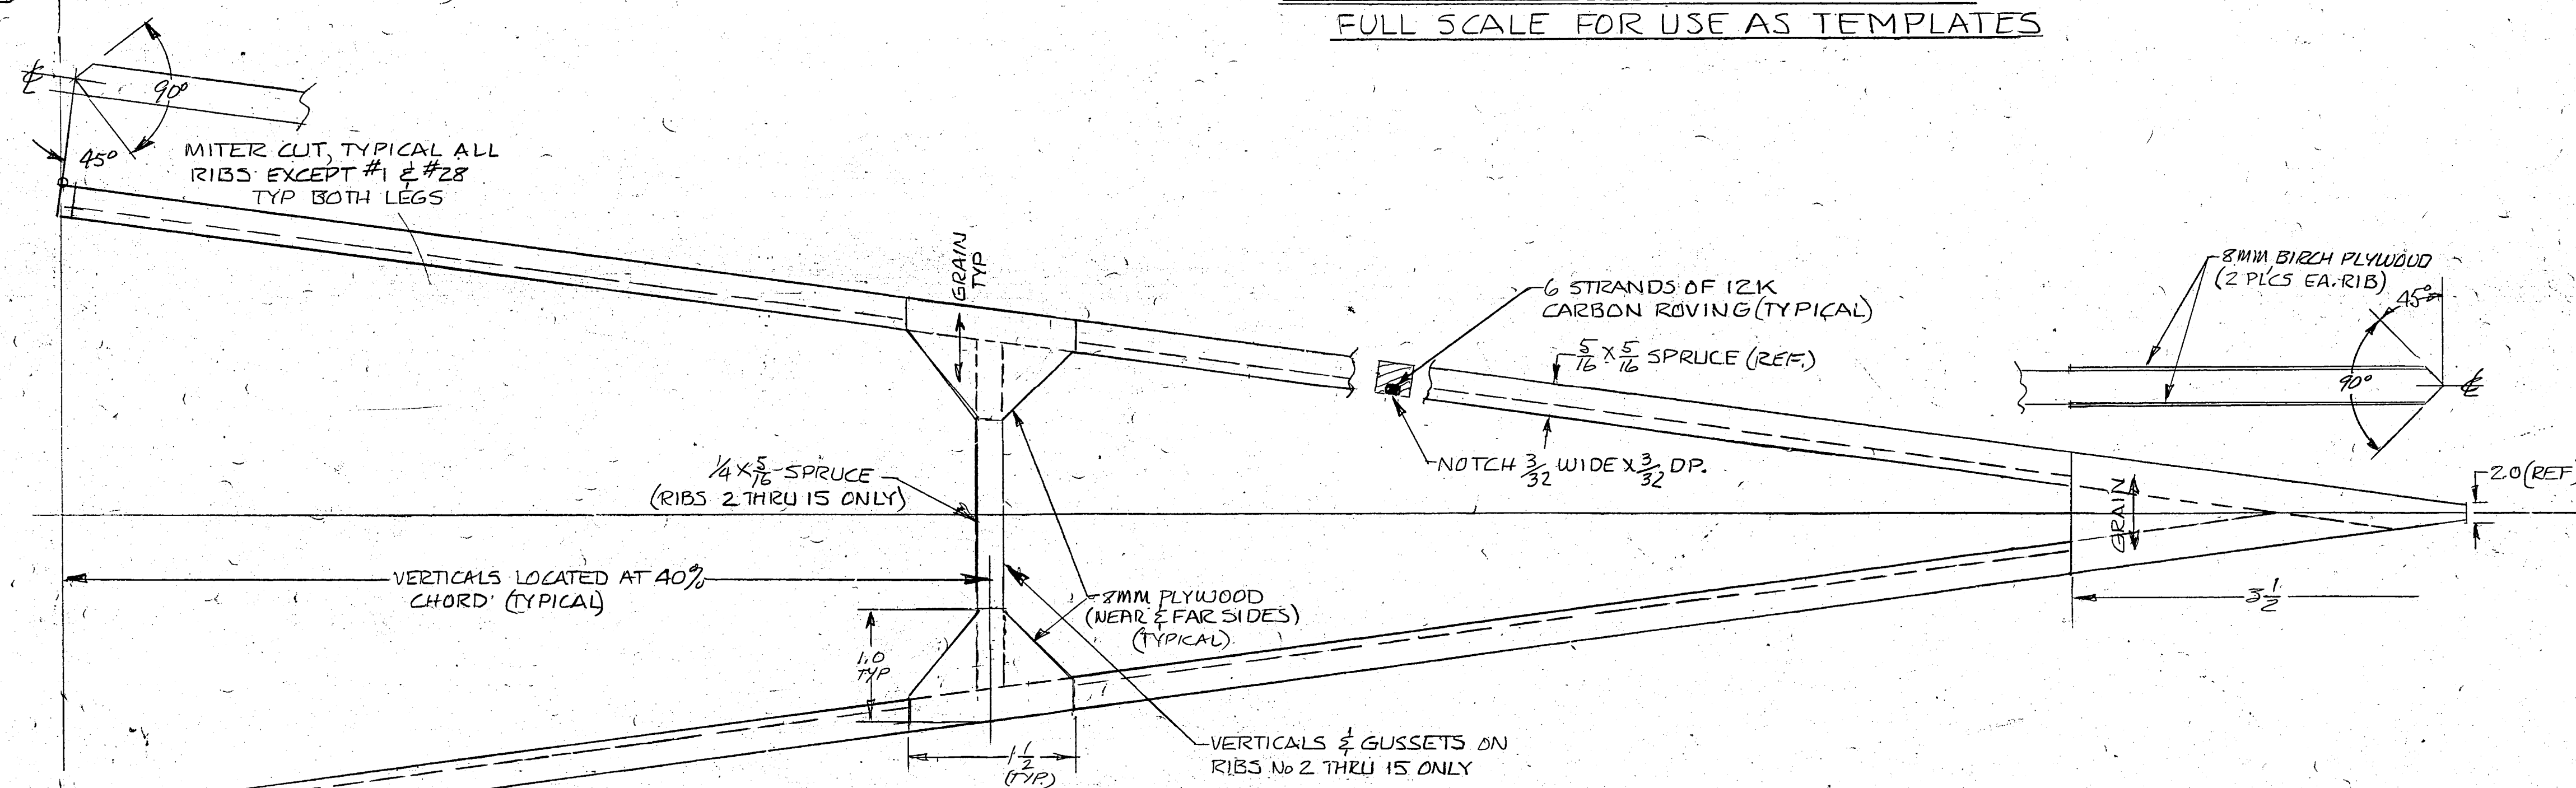 FULL SCALE FOR USE AS TEMPLATES
℄
90°
45°
MITER CUT, TYPICAL ALL
RIBS EXCEPT #1 & #28
TYP BOTH LEGS
GRAIN
TYP
6 STRANDS OF 12K
CARBON ROVING (TYPICAL)
5/16 X 5/16 SPRUCE (REF.)
NOTCH 3/32 WIDE X 3/32 DP.
8MM BIRCH PLYWOOD
(2 PL'CS EA. RIB)
45°
90°
℄
1/4 X 5/16 SPRUCE
(RIBS 2 THRU 15 ONLY)
2.0 (REF
GRAIN
3 1/2
VERTICALS LOCATED AT 40%
CHORD (TYPICAL)
8MM PLYWOOD
(NEAR & FAR SIDES)
(TYPICAL)
1.0
TYP
1 1/2
(TYP.)
VERTICALS & GUSSETS ON
RIBS No 2 THRU 15 ONLY